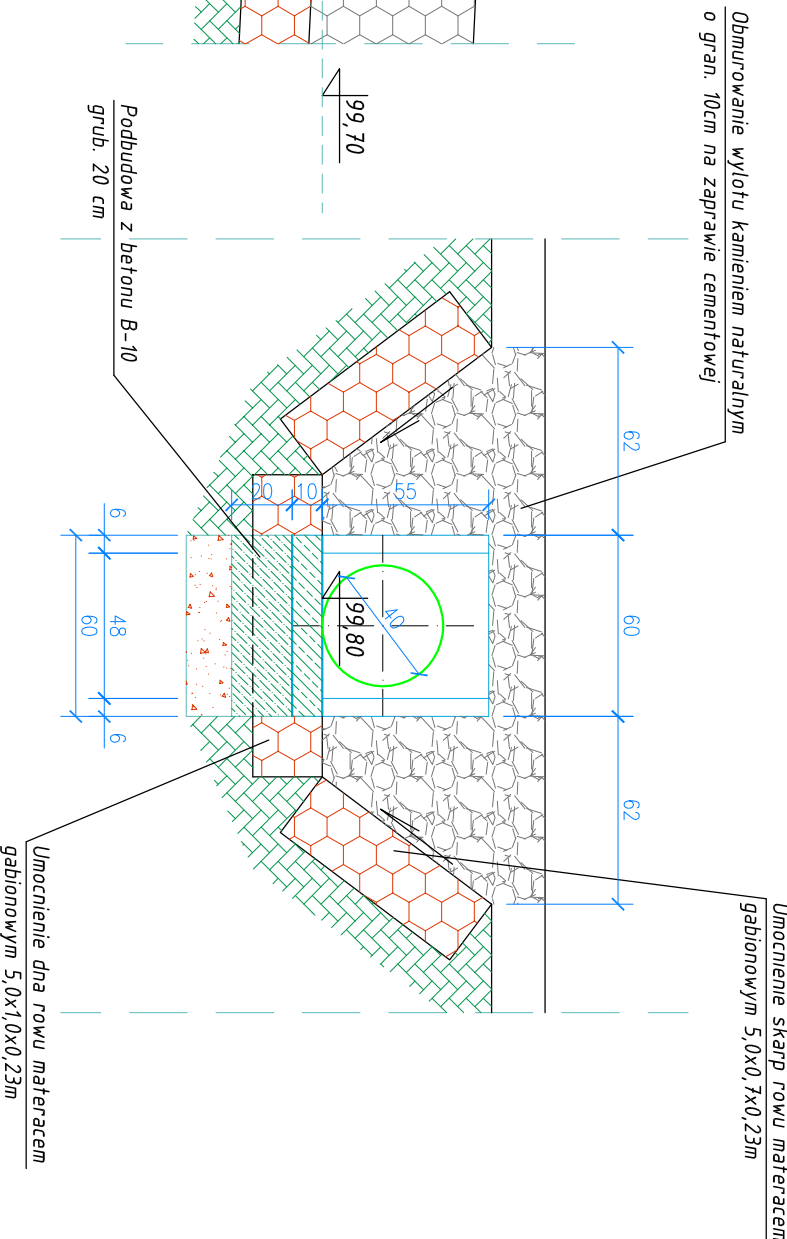 Obmurowanie wylotu kamieniem naturalnym
o gran. 10cm na zaprawie cementowej
99,70
Podbudowa z betonu B-10
grub. 20 cm
62
60
62
55
10
20
40
99,80
6
48
6
60
Umocnienie skarp rowu materacem
gabionowym 5,0x0,7x0,23m
Umocnienie dna rowu materacem
gabionowym 5,0x1,0x0,23m